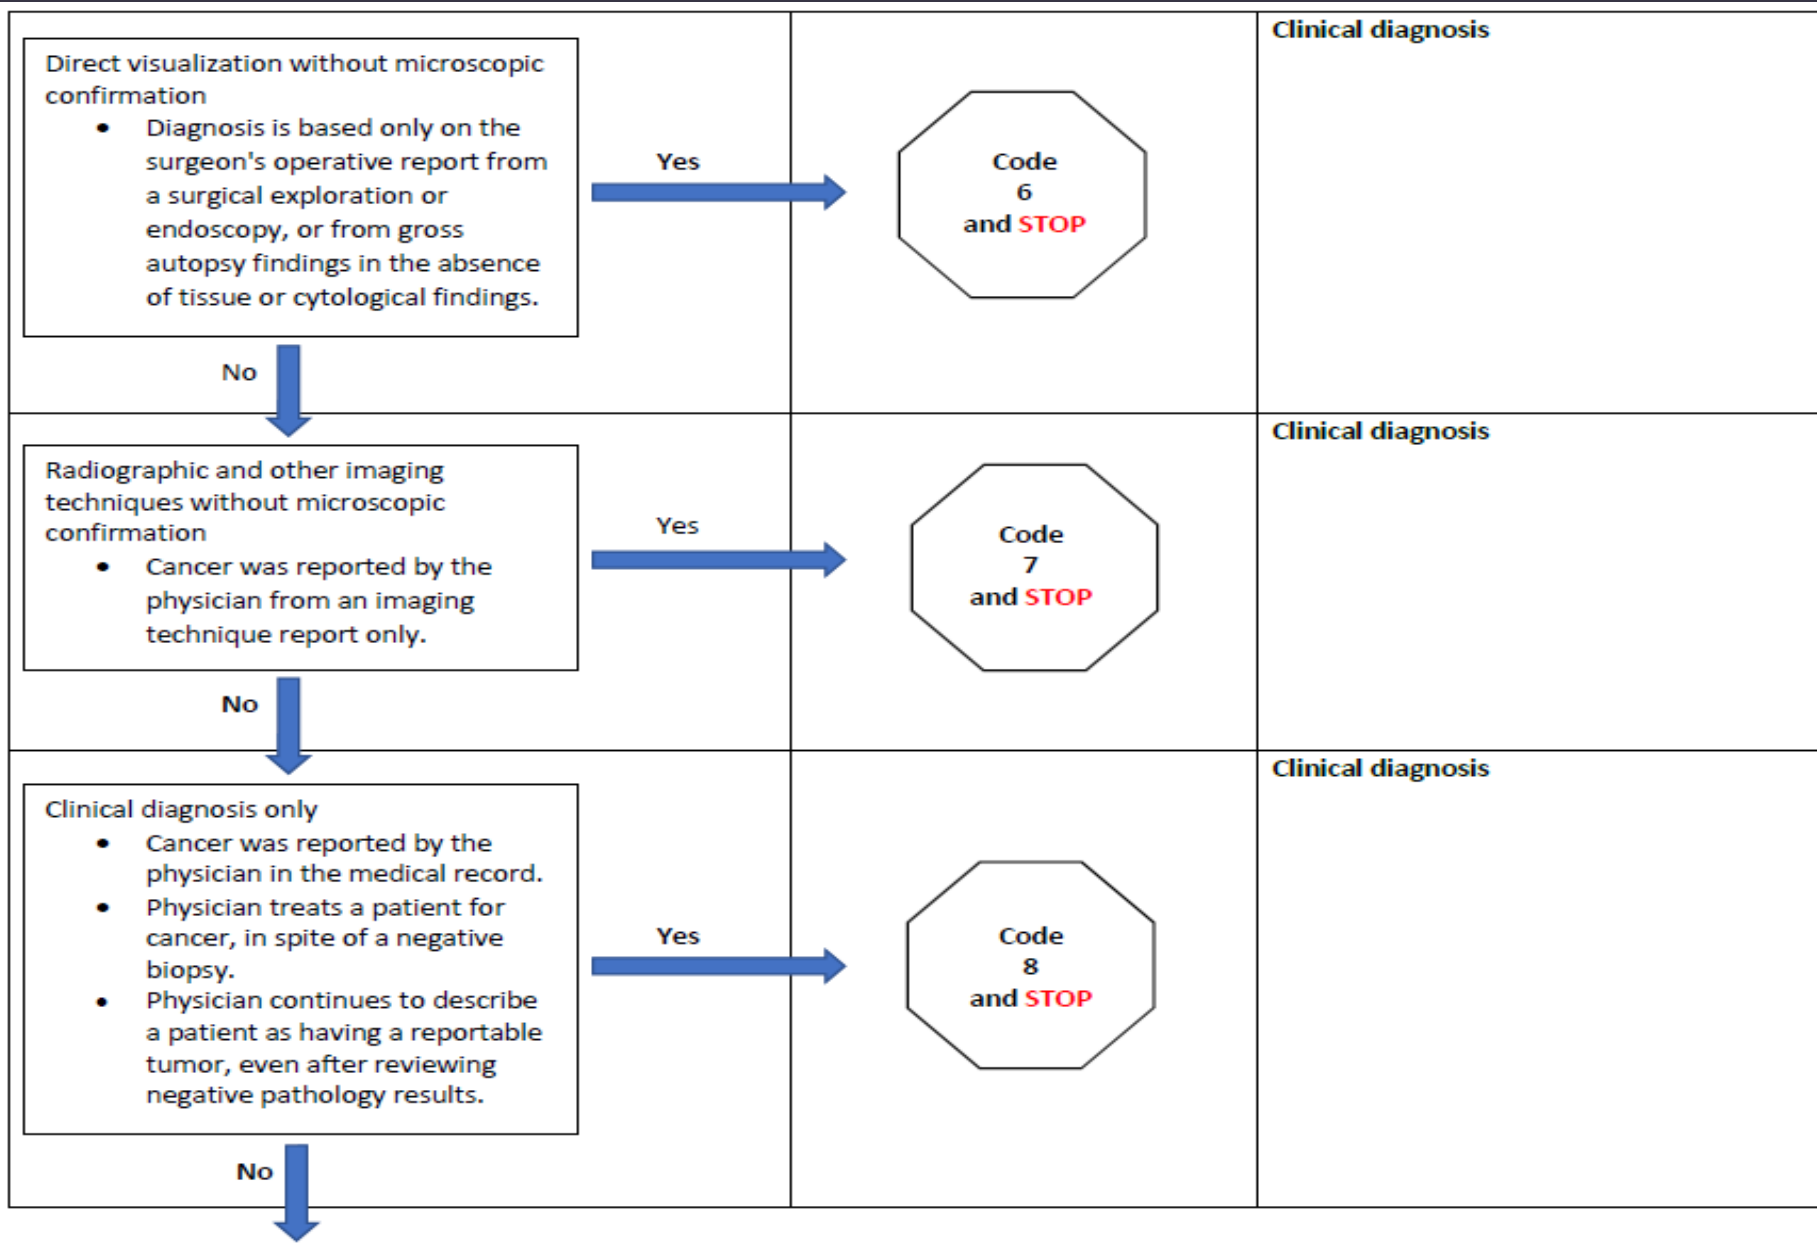 Direct visualization without microscopic
confirmation
• Diagnosis is based only on the
surgeon's operative report from
a surgical exploration or
endoscopy, or from gross
autopsy findings in the absence
of tissue or cytological findings.
Yes
Code
6
and STOP
Clinical diagnosis
No
Radiographic and other imaging
techniques without microscopic
confirmation
• Cancer was reported by the
physician from an imaging
technique report only.
Yes
Code
7
and STOP
Clinical diagnosis
No
Clinical diagnosis only
• Cancer was reported by the
physician in the medical record.
• Physician treats a patient for
cancer, in spite of a negative
biopsy.
• Physician continues to describe
a patient as having a reportable
tumor, even after reviewing
negative pathology results.
Yes
Code
8
and STOP
Clinical diagnosis
No